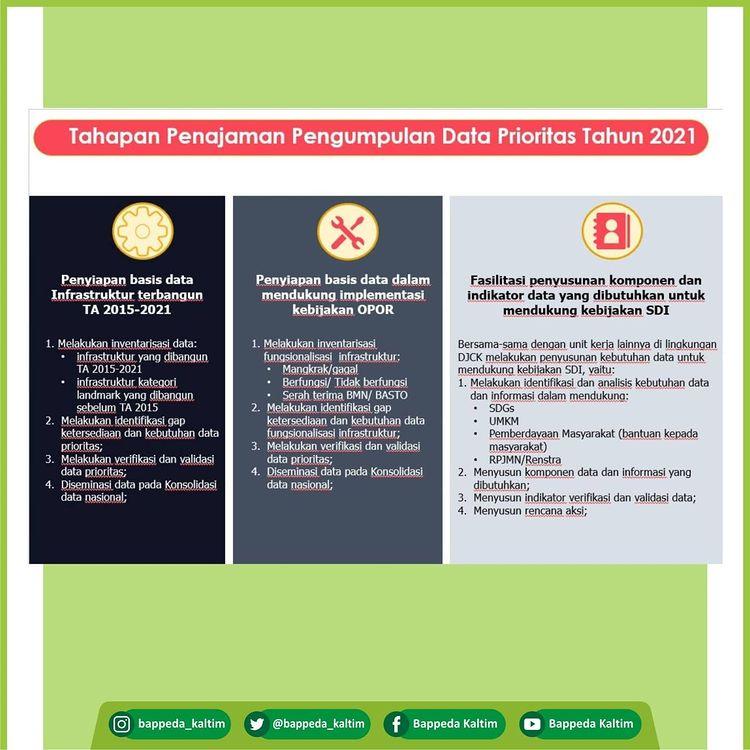 Tahapan Penajaman Pengumpulan Data Prioritas Tahun 2021
Penyiapan basis data
Infrastruktur terbangun
TA 2015-2021
1. Melakukan inventarisasi data:
• infrastruktur yang dibangun
TA 2015-2021
• infrastruktur kategori
landmark yang dibangun
sebelum TA 2015
2. Melakukan identifikasi gap
ketersediaan dan kebutuhan data
prioritas;
3. Melakukan verifikasi dan validasi
data prioritas;
4. Diseminasi data pada Konsolidasi
data nasional;
Penyiapan basis data dalam
mendukung implementasi
kebijakan OPOR
1. Melakukan inventarisasi
fungsionalisasi infrastruktur;
• Mangkrak/gagal
• Berfungsi/ Tidak berfungsi
• Serah terima BMN/ BASTO
2. Melakukan identifikasi gap
ketersediaan dan kebutuhan data
fungsionalisasi infrastruktur;
3. Melakukan verifikasi dan validasi
data prioritas;
4. Diseminasi data pada Konsolidasi
data nasional;
Fasilitasi penyusunan komponen dan
indikator data yang dibutuhkan untuk
mendukung kebijakan SDI
Bersama-sama dengan unit kerja lainnya di lingkungan
DJCK melakukan penyusunan kebutuhan data untuk
mendukung kebijakan SDI, yaitu:
1. Melakukan identifikasi dan analisis kebutuhan data
dan informasi dalam mendukung:
• SDGs
• UMKM
• Pemberdayaan Masyarakat (bantuan kepada
masyarakat)
• RPJMN/Renstra
2. Menyusun komponen data dan informasi yang
dibutuhkan;
3. Menyusun indikator verifikasi dan validasi data;
4. Menyusun rencana aksi;
bappeda_kaltim
@bappeda_kaltim
Bappeda Kaltim
Bappeda Kaltim